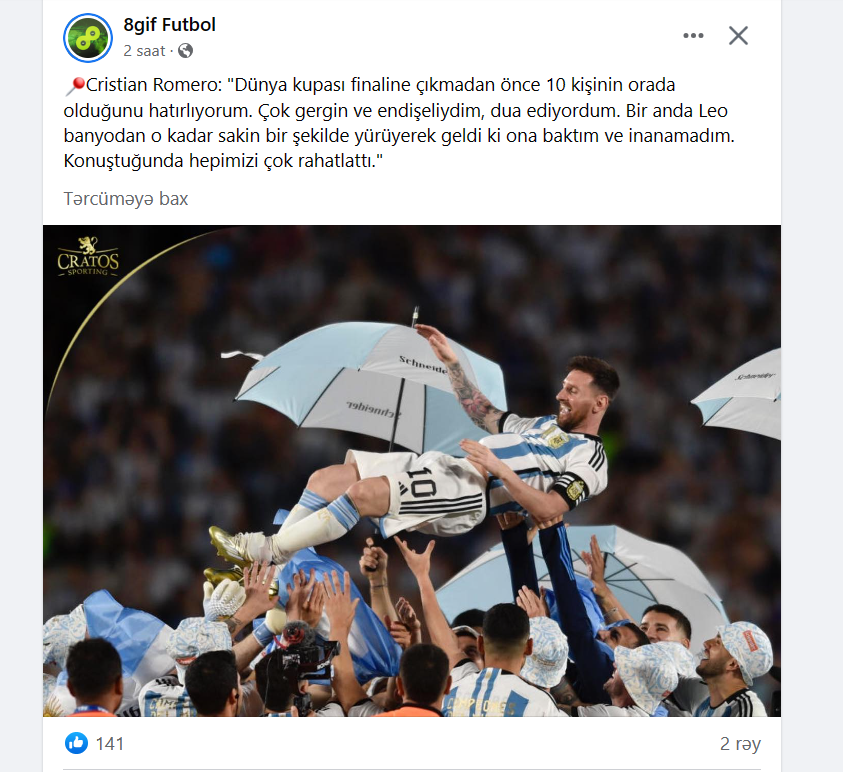 8gif Futbol
2 saat ·
📍Cristian Romero: "Dünya kupası finaline çıkmadan önce 10 kişinin orada
olduğunu hatırlıyorum. Çok gergin ve endişeliydim, dua ediyordum. Bir anda Leo
banyodan o kadar sakin bir şekilde yürüyerek geldi ki ona baktım ve inanamadım.
Konuştuğunda hepimizi çok rahatlattı."
Tərcüməyə bax
CRATOS
SPORTING
Schneider
Schneider
Schneider
10
CAMPEONES
141
2 rəy